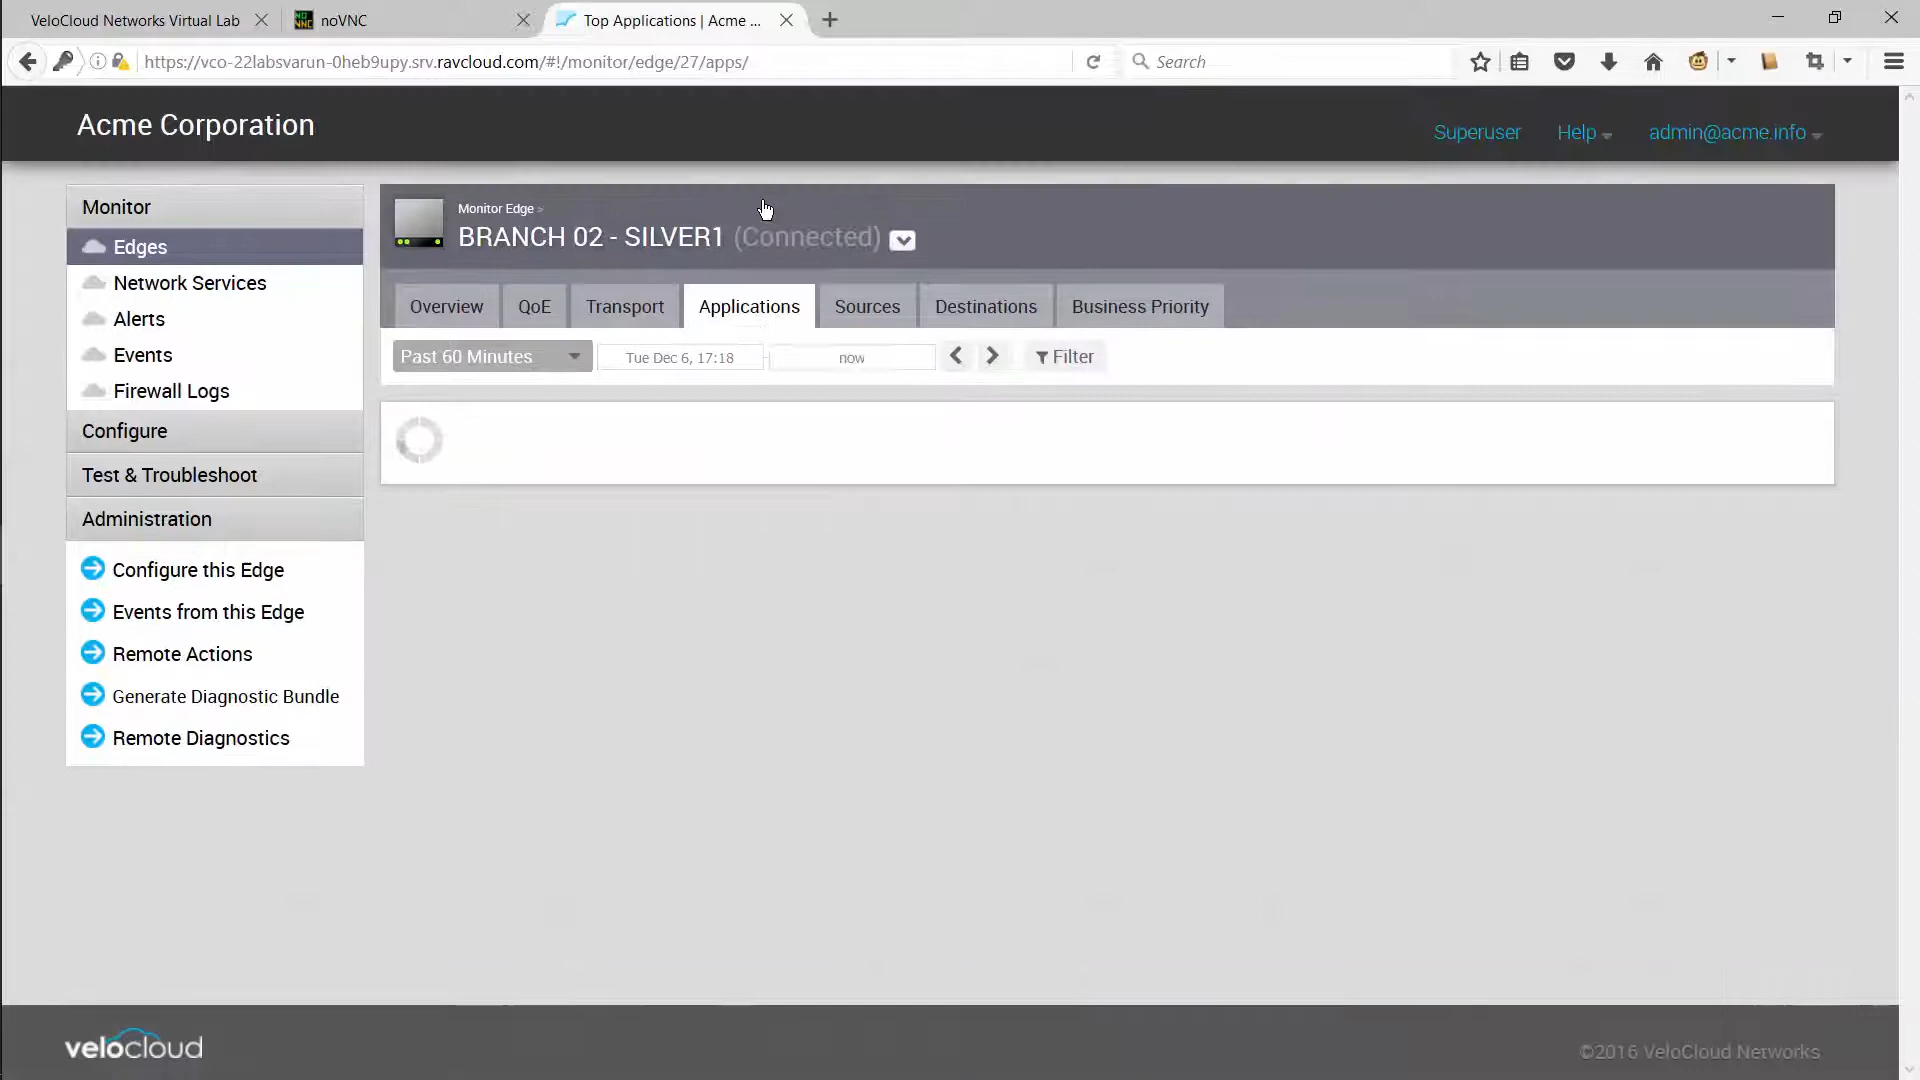 VeloCloud Networks Virtual Lab
noVNC
Top Applications | Acme ...
https://vco-22labsvarun-0heb9upy.srv.ravcloud.com/#!/monitor/edge/27/apps/
Search
Acme Corporation
Superuser
Help
admin@acme.info
Monitor
Edges
Network Services
Alerts
Events
Firewall Logs
Configure
Test & Troubleshoot
Administration
Configure this Edge
Events from this Edge
Remote Actions
Generate Diagnostic Bundle
Remote Diagnostics
Monitor Edge >
BRANCH 02 - SILVER1 (Connected)
Overview
QoE
Transport
Applications
Sources
Destinations
Business Priority
Past 60 Minutes
Tue Dec 6, 17:18
now
Filter
velocloud
©2016 VeloCloud Networks